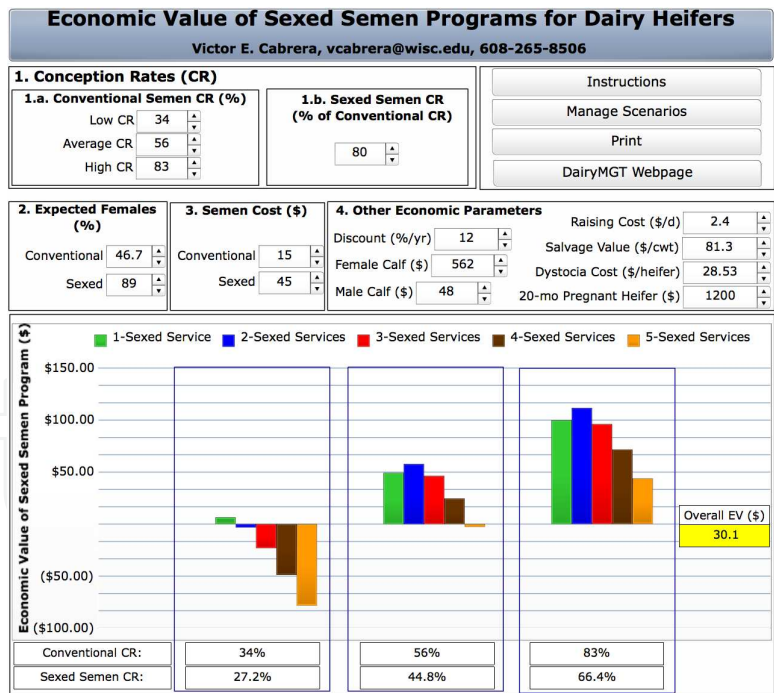 Economic Value of Sexed Semen Programs for Dairy Heifers
Victor E. Cabrera, vcabrera@wisc.edu, 608-265-8506
1. Conception Rates (CR)
1.a. Conventional Semen CR (%)
Low CR 34
Average CR 56
High CR 83
1.b. Sexed Semen CR
(% of Conventional CR)
80
Instructions
Manage Scenarios
Print
DairyMGT Webpage
2. Expected Females
(%)
Conventional 46.7
Sexed 89
3. Semen Cost ($)
Conventional 15
Sexed 45
4. Other Economic Parameters
Discount (%/yr) 12
Female Calf ($) 562
Male Calf ($) 48
Raising Cost ($/d) 2.4
Salvage Value ($/cwt) 81.3
Dystocia Cost ($/heifer) 28.53
20-mo Pregnant Heifer ($) 1200
Economic Value of Sexed Semen Program ($)
1-Sexed Service 2-Sexed Services 3-Sexed Services 4-Sexed Services 5-Sexed Services
$150.00
$100.00
$50.00
($50.00)
($100.00)
Overall EV ($)
30.1
Conventional CR: 34% 56% 83%
Sexed Semen CR: 27.2% 44.8% 66.4%